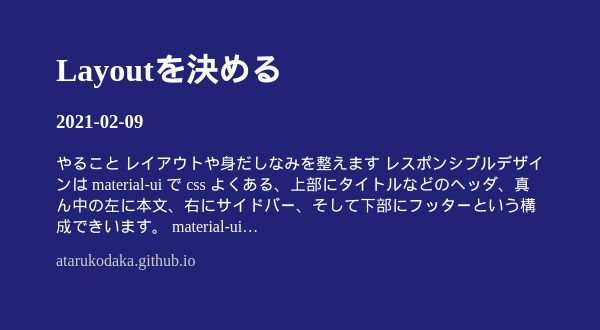 Layoutを決める
2021-02-09
やること レイアウトや身だしなみを整えます レスポンシブルデザイ
ンは material-ui で css よくある、上部にタイトルなどのヘッダ、真
ん中の左に本文、右にサイドバー、そして下部にフッターという構
成できいます。 material-ui…
atarukodaka.github.io